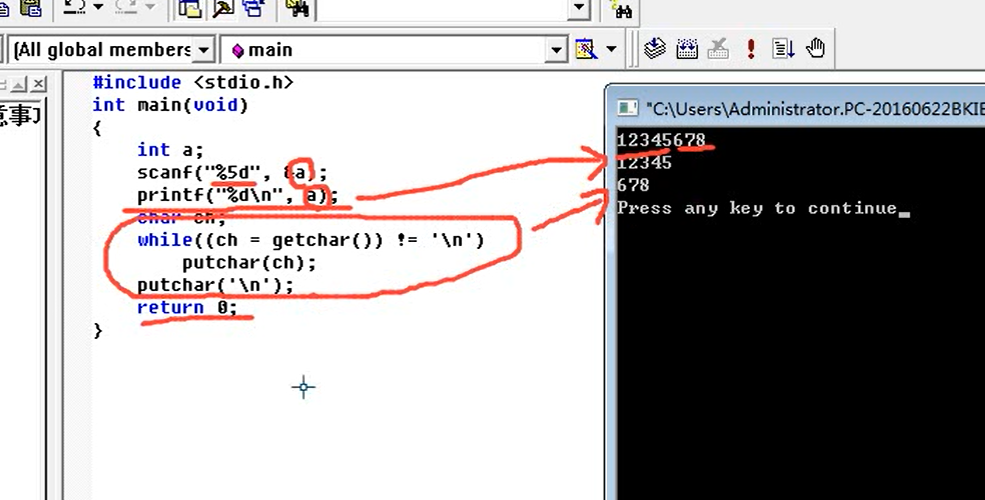 (All global members
main
#include <stdio.h>
int main(void)
{
int a;
scanf("%5d", &a);
printf("%d\n", a);
char ch;
while((ch = getchar()) != '\n')
putchar(ch);
putchar('\n');
return 0;
}
意事
"C:\Users\Administrator.PC-20160622BKIE
12345678
12345
678
Press any key to continue